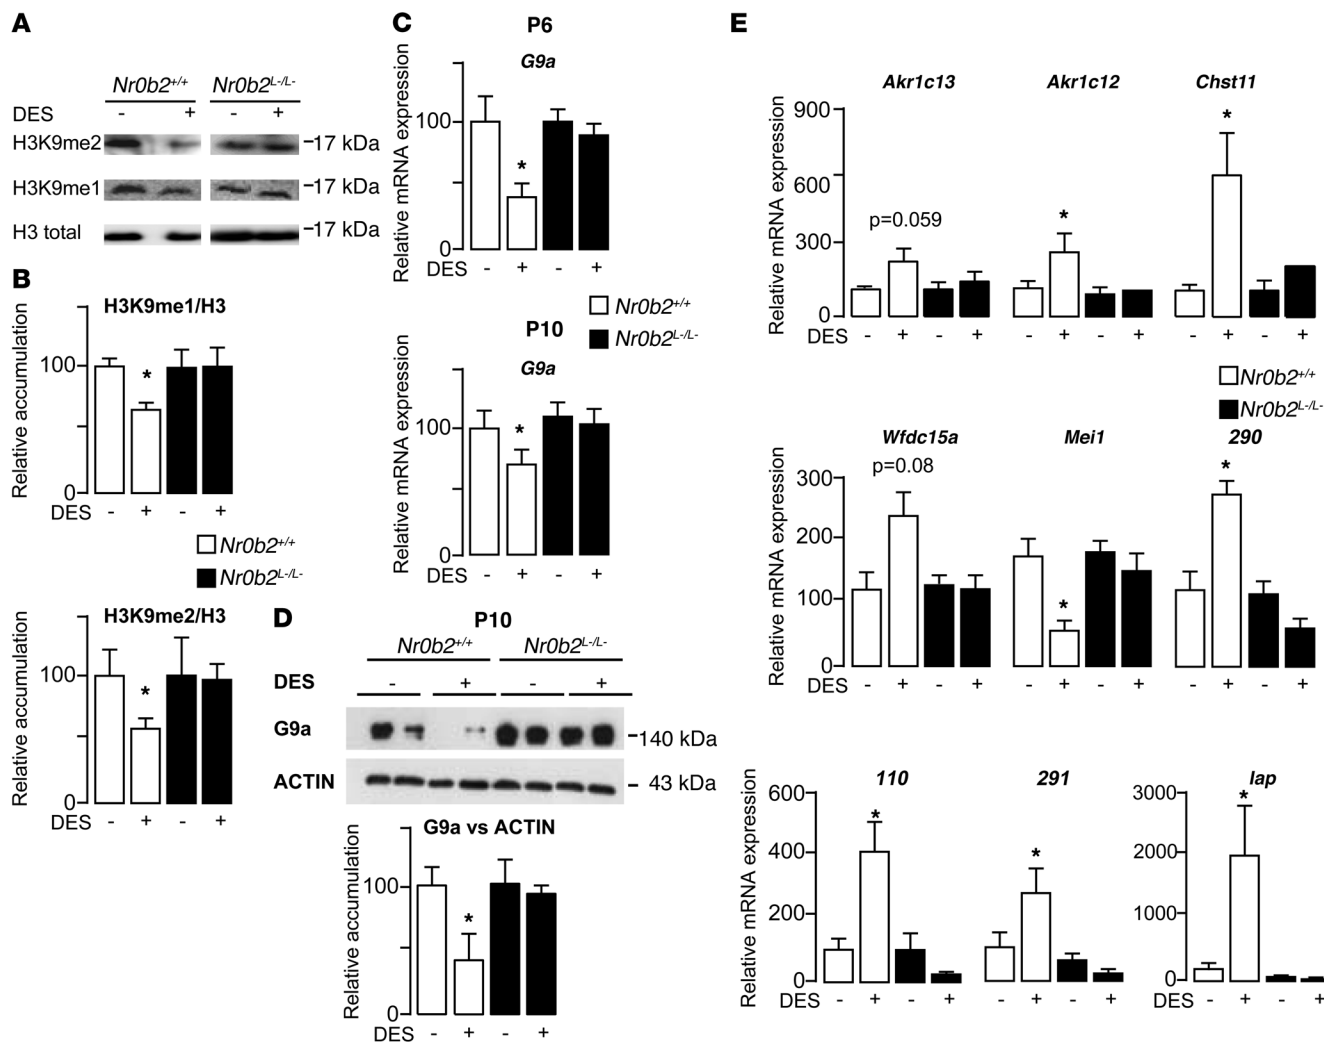 A
Nr0b2+/+ Nr0b2L-/L-
DES - + - +
H3K9me2 17 kDa
H3K9me1 17 kDa
H3 total 17 kDa
B
H3K9me1/H3
Relative accumulation
100
*
0
DES - + - +
Nr0b2+/+
Nr0b2L-/L-
H3K9me2/H3
Relative accumulation
100
*
0
DES - + - +
C
P6
G9a
Relative mRNA expression
100
*
0
DES - + - +
Nr0b2+/+
Nr0b2L-/L-
P10
G9a
Relative mRNA expression
100
*
0
DES - + - +
D
P10
Nr0b2+/+ Nr0b2L-/L-
DES - + - +
G9a 140 kDa
ACTIN 43 kDa
G9a vs ACTIN
Relative accumulation
100
*
0
DES - + - +
E
Akr1c13 Akr1c12 Chst11
Relative mRNA expression
900
600
300
0
p=0.059 * *
DES - + - + - + - + - + - +
Nr0b2+/+
Nr0b2L-/L-
Wfdc15a Mei1 290
p=0.08 * *
Relative mRNA expression
300
200
100
0
DES - + - + - + - + - + - +
110 291 lap
* * *
Relative mRNA expression
600
400
200
0
3000
2000
1000
0
DES - + - + - + - + DES - + - +